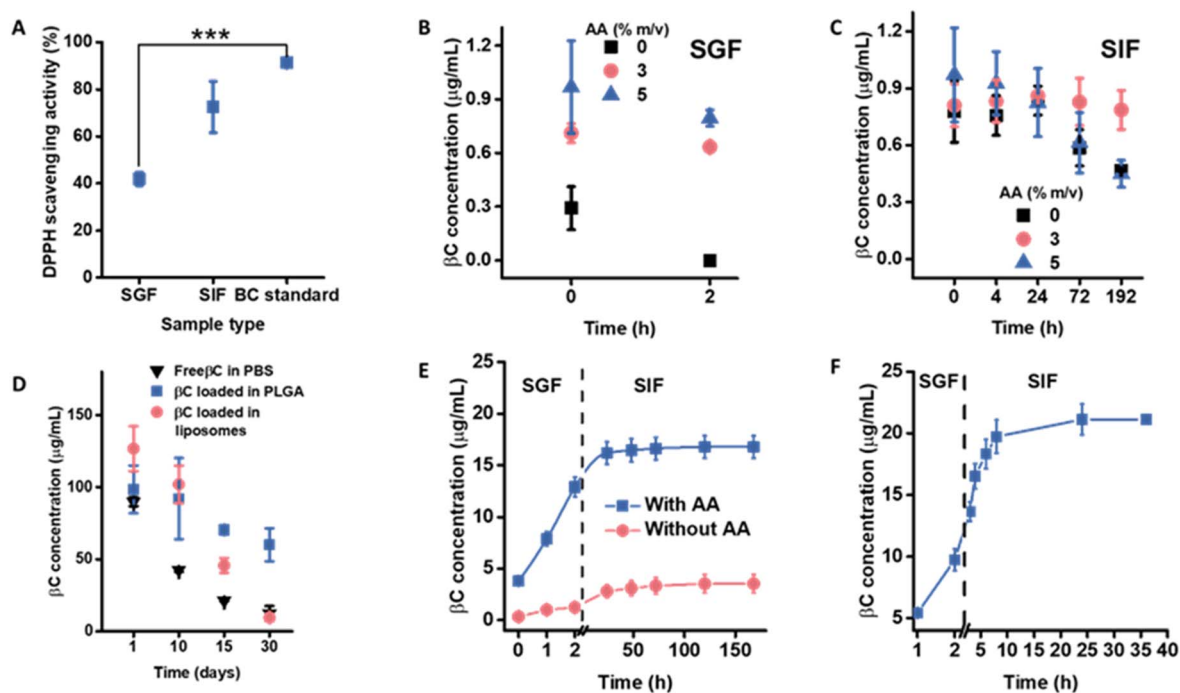 A
***
DPPH scavenging activity (%)
100
80
60
40
20
0
SGF SIF BC standard
Sample type
B
AA (% m/v)
0
3
5
SGF
βC concentration (µg/mL)
1.2
0.9
0.6
0.3
0.0
0 2
Time (h)
C
SIF
βC concentration (µg/mL)
1.2
0.9
0.6
0.3
0.0
AA (% m/v)
0
3
5
0 4 24 72 192
Time (h)
D
FreeβC in PBS
βC loaded in PLGA
βC loaded in
liposomes
βC concentration (µg/mL)
150
100
50
0
1 10 15 30
Time (days)
E
SGF SIF
βC concentration (µg/mL)
25
20
15
10
5
0
With AA
Without AA
0 1 2 50 100 150
Time (h)
F
SGF SIF
βC concentration (µg/mL)
25
20
15
10
5
1 2 5 10 15 20 25 30 35 40
Time (h)